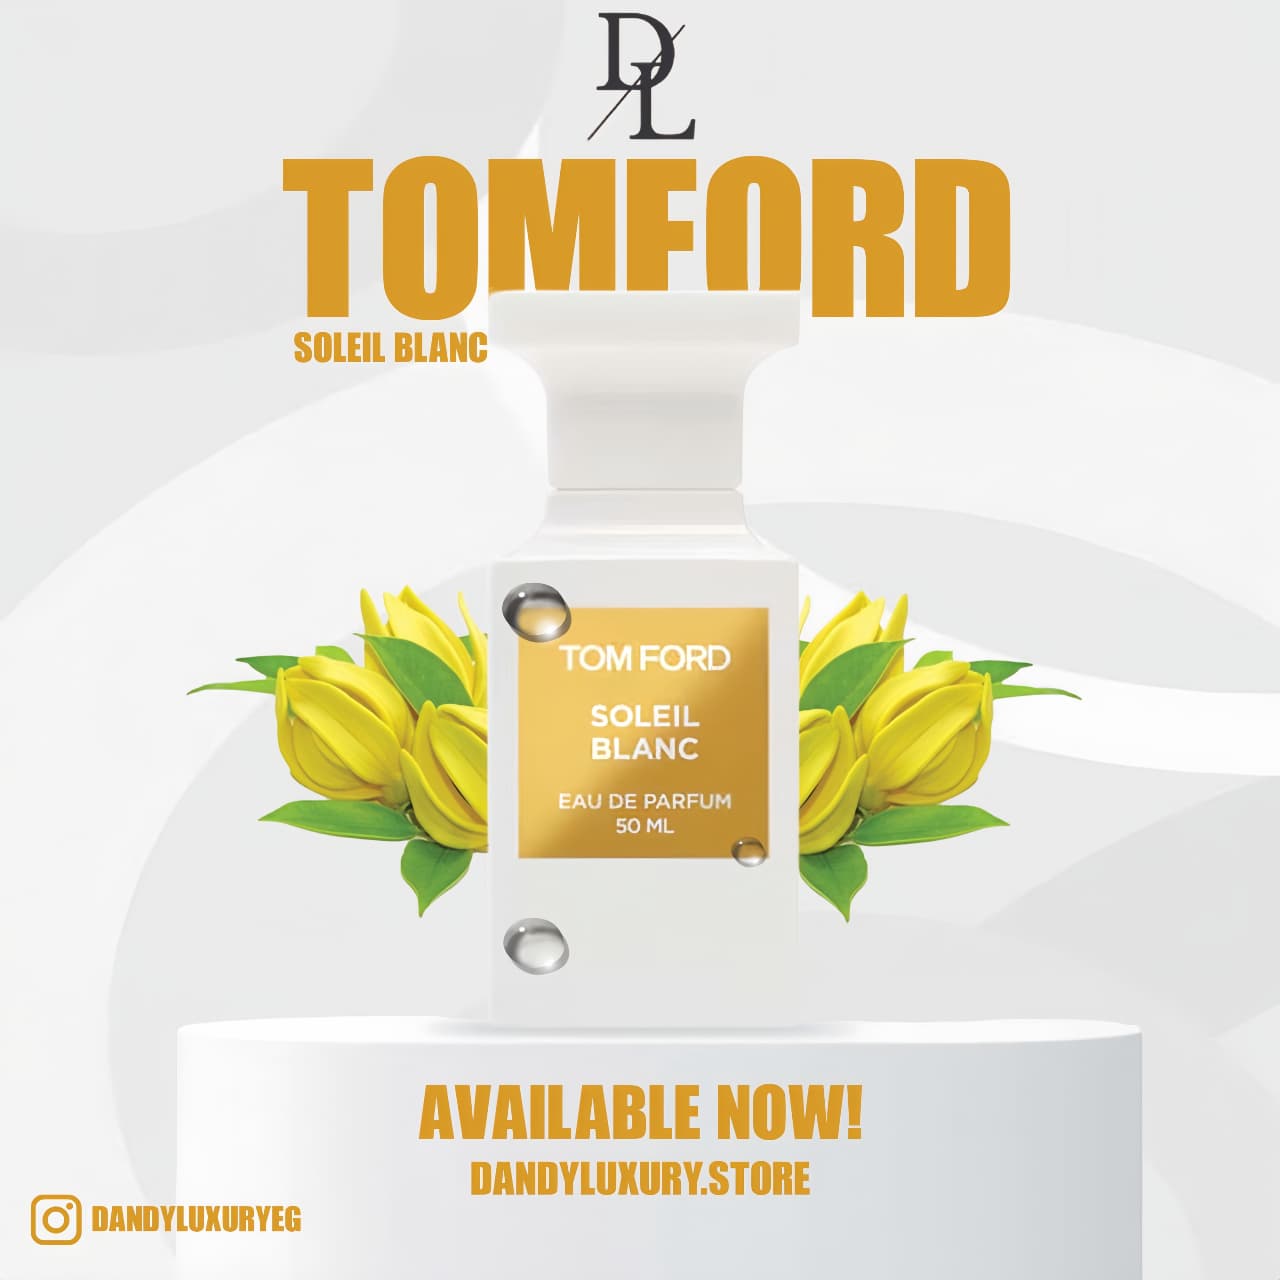 DL
TOMFORD
SOLEIL BLANC
TOM FORD
SOLEIL
BLANC
EAU DE PARFUM
50 ML
AVAILABLE NOW!
DANDYLUXURY.STORE
DANDYLUXURYEG